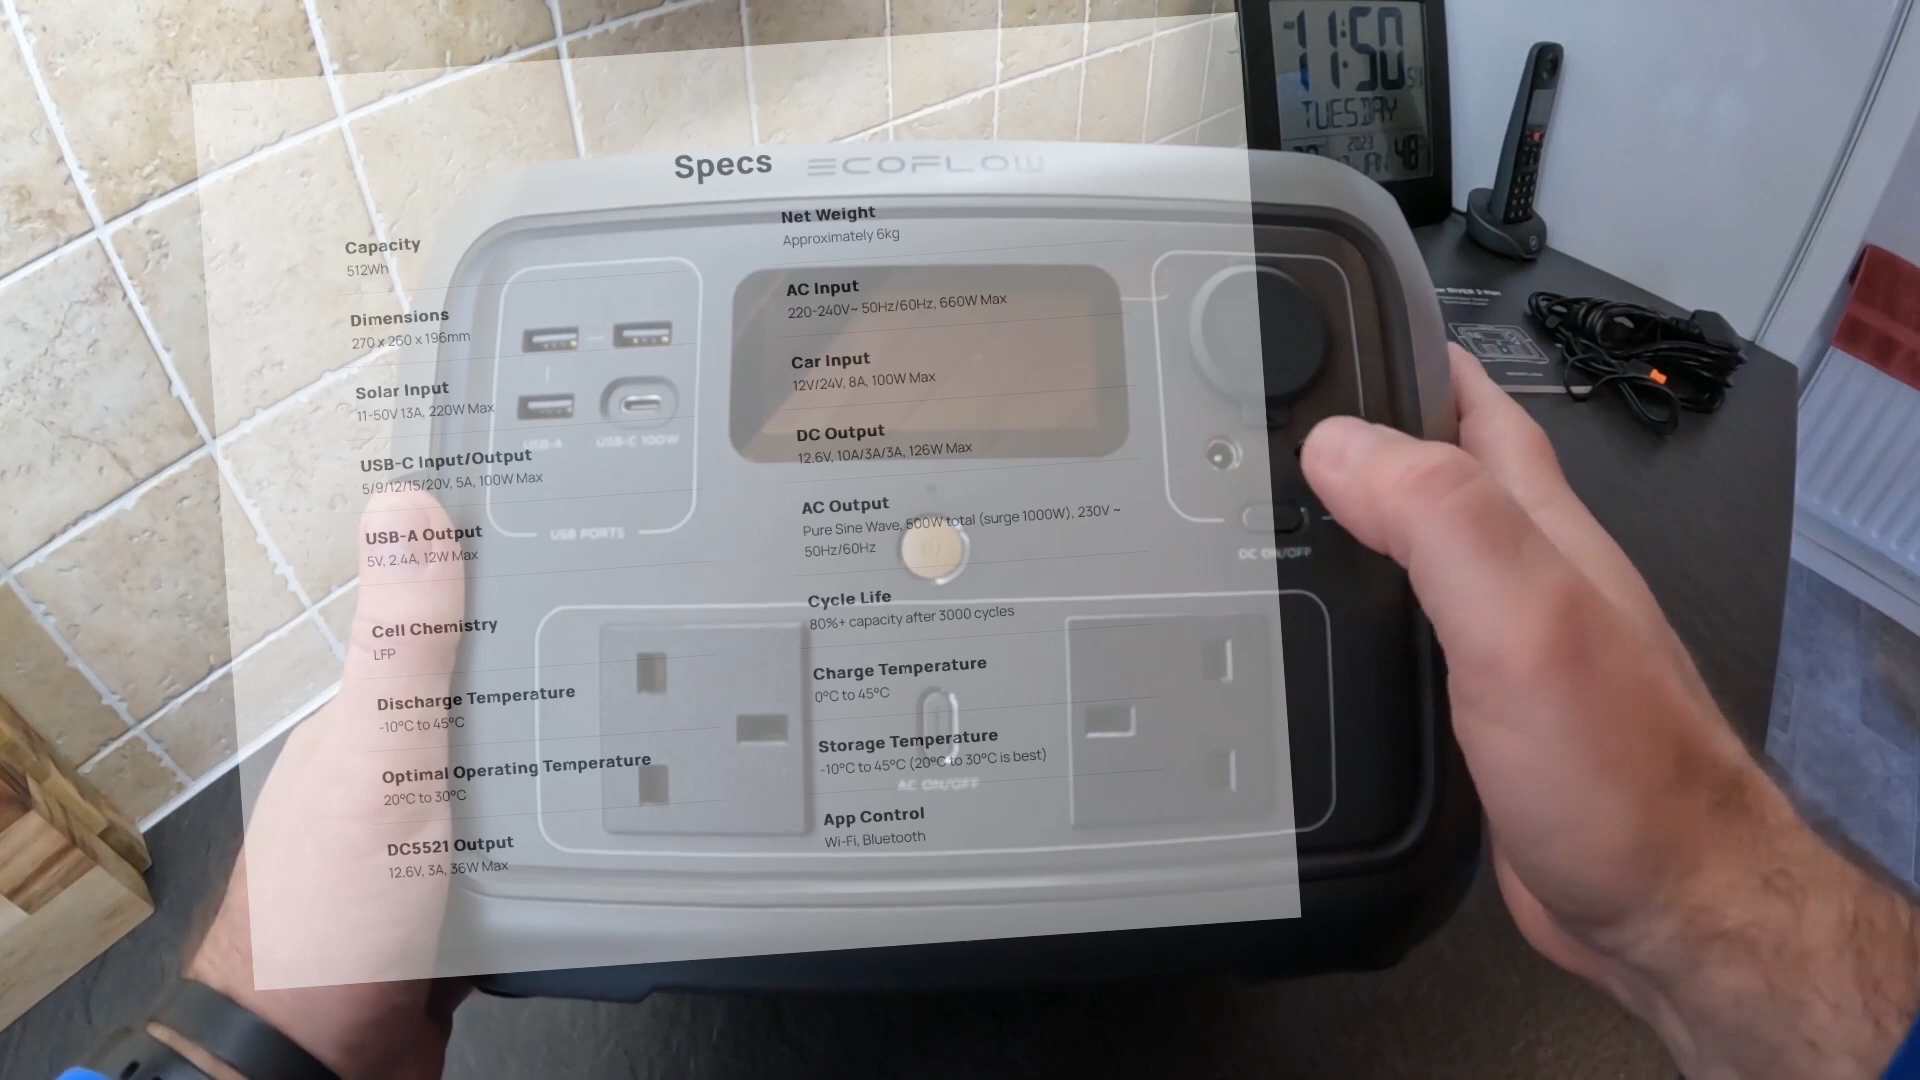 Specs
ECOFLOW
Capacity
512Wh
Dimensions
270 x 260 x 196mm
Solar Input
11-50V 13A, 220W Max
USB-C Input/Output
5/9/12/15/20V, 5A, 100W Max
USB-A Output
5V, 2.4A, 12W Max
Cell Chemistry
LFP
Discharge Temperature
-10°C to 45°C
Optimal Operating Temperature
20°C to 30°C
DC5521 Output
12.6V, 3A, 36W Max
Net Weight
Approximately 6kg
AC Input
220-240V~ 50Hz/60Hz, 660W Max
Car Input
12V/24V, 8A, 100W Max
DC Output
12.6V, 10A/3A/3A, 126W Max
AC Output
Pure Sine Wave, 500W total (surge 1000W), 230V ~
50Hz/60Hz
Cycle Life
80%+ capacity after 3000 cycles
Charge Temperature
0°C to 45°C
Storage Temperature
-10°C to 45°C (20°C to 30°C is best)
App Control
Wi-Fi, Bluetooth
USB-A
USB-C 100W
USB PORTS
DC ON/OFF
AC ON/OFF
11:50
TUESDAY
2023